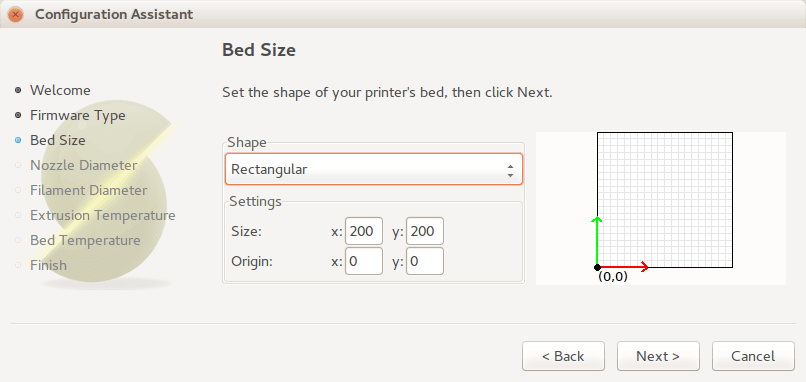 Configuration Assistant
Bed Size
Set the shape of your printer's bed, then click Next.
Welcome
Firmware Type
Bed Size
Nozzle Diameter
Filament Diameter
Extrusion Temperature
Bed Temperature
Finish
Shape
Rectangular
Settings
Size: x: 200 y: 200
Origin: x: 0 y: 0
(0,0)
< Back Next > Cancel